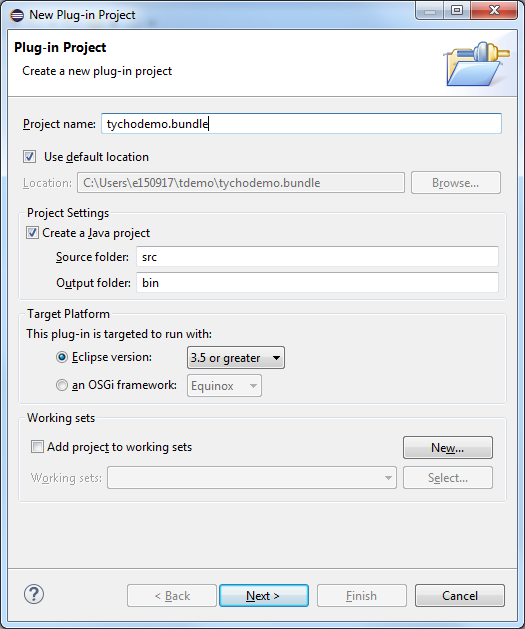 New Plug-in Project
Plug-in Project
Create a new plug-in project
Project name: tychodemo.bundle
Use default location
Location: C:\Users\e150917\tdemo\tychodemo.bundle Browse...
Project Settings
Create a Java project
Source folder: src
Output folder: bin
Target Platform
This plug-in is targeted to run with:
Eclipse version: 3.5 or greater
an OSGi framework: Equinox
Working sets
Add project to working sets New...
Working sets: Select...
? < Back Next > Finish Cancel